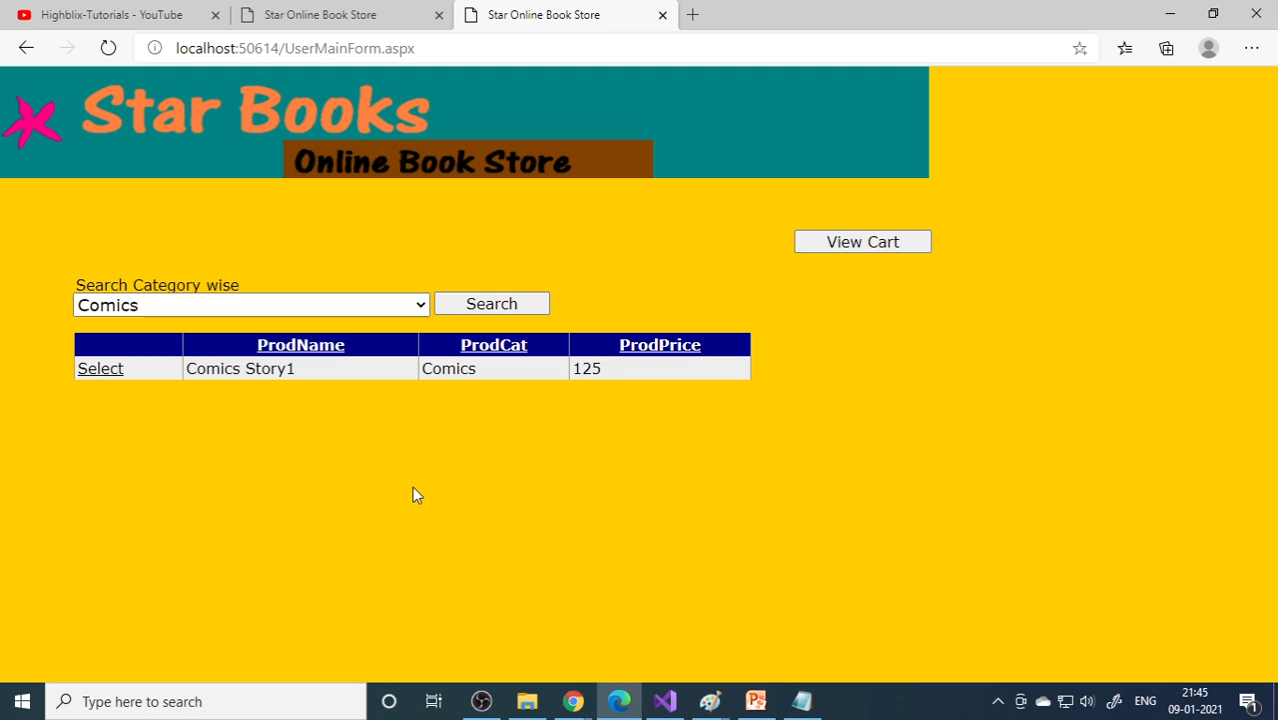 Highblix-Tutorials - YouTube
Star Online Book Store
Star Online Book Store
localhost:50614/UserMainForm.aspx
Star Books
Online Book Store
View Cart
Search Category wise
Comics
Search
ProdName ProdCat ProdPrice
Select Comics Story1 Comics 125
Type here to search
ENG
21:45
09-01-2021
1